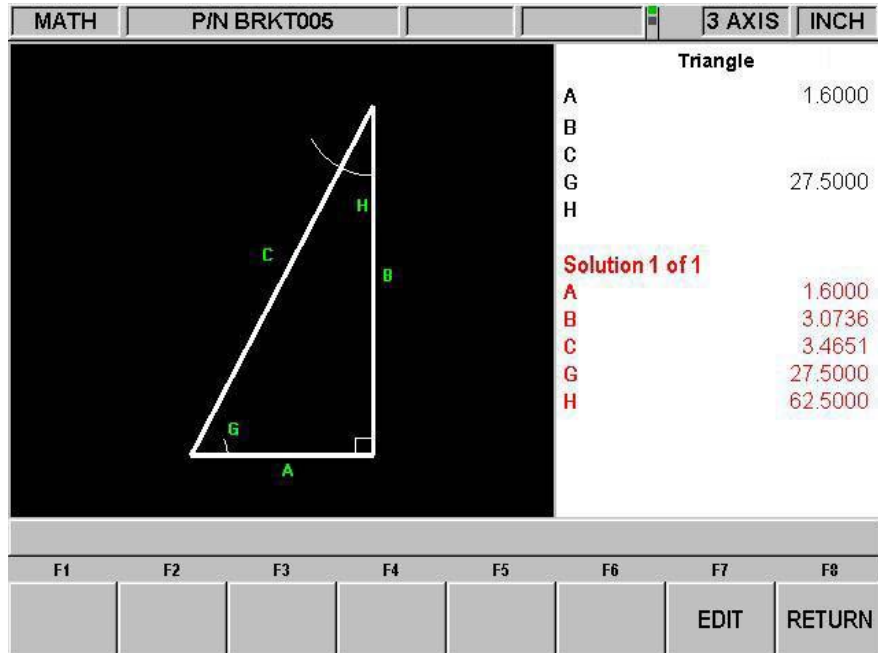 MATH P/N BRKT005 3 AXIS INCH
Triangle
A 1.6000
B
C
G 27.5000
H
Solution 1 of 1
A 1.6000
B 3.0736
C 3.4651
G 27.5000
H 62.5000
H
C
B
G
A
F1 F2 F3 F4 F5 F6 F7 F8
EDIT RETURN